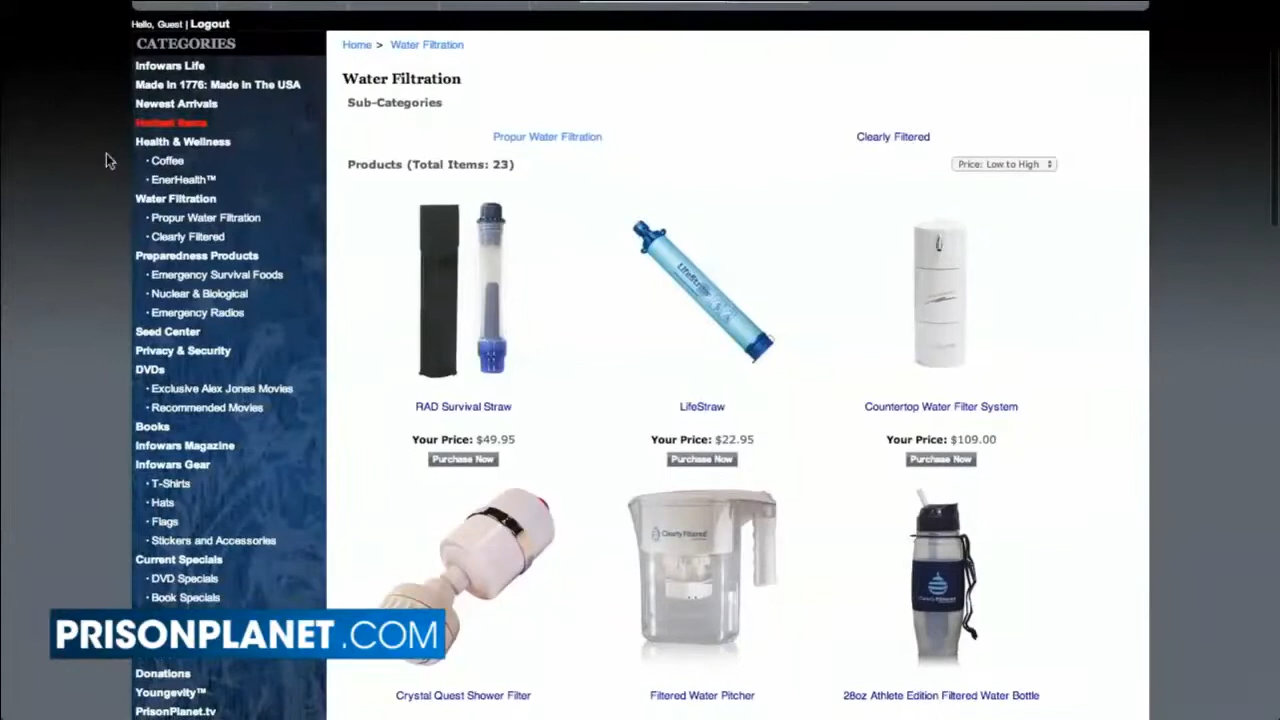 Hello, Guest | Logout
CATEGORIES
Infowars Life
Made In 1776: Made In The USA
Newest Arrivals
Hottest Items
Health & Wellness
· Coffee
· EnerHealth™
Water Filtration
· Propur Water Filtration
· Clearly Filtered
Preparedness Products
· Emergency Survival Foods
· Nuclear & Biological
· Emergency Radios
Seed Center
Privacy & Security
DVDs
· Exclusive Alex Jones Movies
· Recommended Movies
Books
Infowars Magazine
Infowars Gear
· T-Shirts
· Hats
· Flags
· Stickers and Accessories
Current Specials
· DVD Specials
· Book Specials
Donations
Youngevity™
PrisonPlanet.tv
Home > Water Filtration
Water Filtration
Sub-Categories
Propur Water Filtration Clearly Filtered
Products (Total Items: 23) Price: Low to High
LifeStraw
RAD Survival Straw LifeStraw Countertop Water Filter System
Your Price: $49.95 Your Price: $22.95 Your Price: $109.00
Purchase Now Purchase Now Purchase Now
Clearly Filtered
Crystal Quest Shower Filter Filtered Water Pitcher 28oz Athlete Edition Filtered Water Bottle
PRISONPLANET.COM